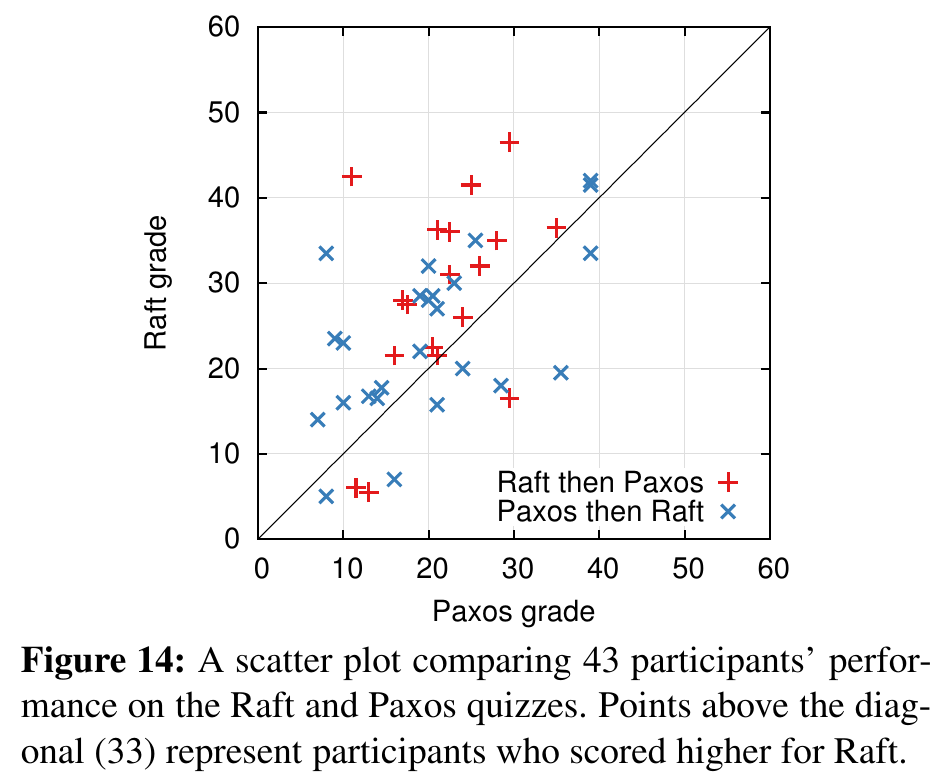 60
50
40
30
20
10
0
Raft grade
Raft then Paxos
Paxos then Raft
0 10 20 30 40 50 60
Paxos grade
Figure 14: A scatter plot comparing 43 participants’ perfor-
mance on the Raft and Paxos quizzes. Points above the diag-
onal (33) represent participants who scored higher for Raft.